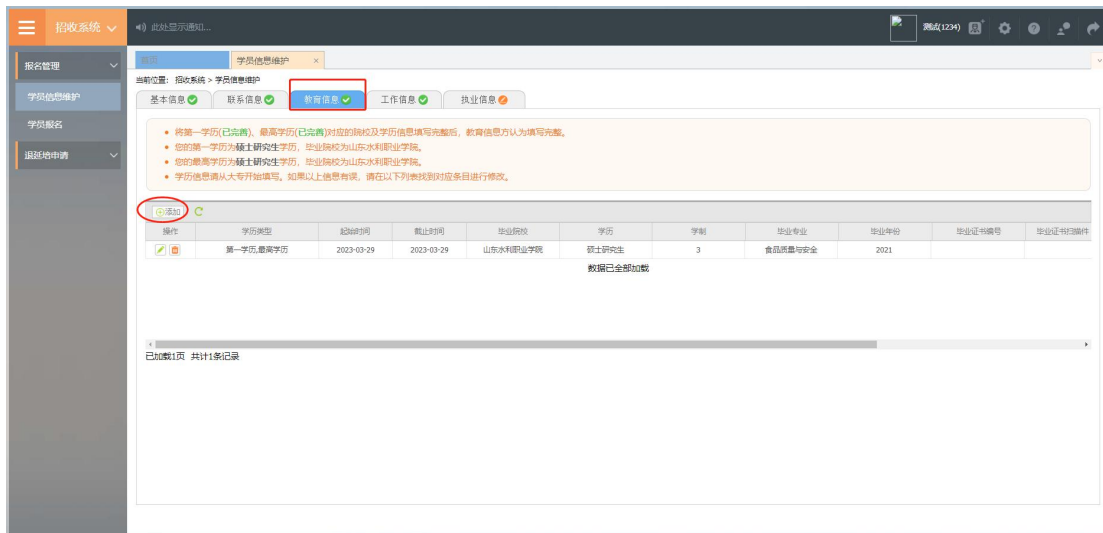 招收系统
此处显示通知...
测试(1234)
报名管理
学员信息维护
学员报名
退延培申请
首页
学员信息维护 ×
当前位置: 招收系统 > 学员信息维护
基本信息
联系信息
教育信息
工作信息
执业信息
• 将第一学历(已完善)、最高学历(已完善)对应的院校及学历信息填写完整后，教育信息方认为填写完整。
• 您的第一学历为硕士研究生学历，毕业院校为山东水利职业学院。
• 您的最高学历为硕士研究生学历，毕业院校为山东水利职业学院。
• 学历信息请从大专开始填写。如果以上信息有误，请在以下列表找到对应条目进行修改。
添加
操作 学历类型 起始时间 截止时间 毕业院校 学历 学制 毕业专业 毕业年份 毕业证书编号 毕业证书扫描件
第一学历,最高学历 2023-03-29 2023-03-29 山东水利职业学院 硕士研究生 3 食品质量与安全 2021
数据已全部加载
已加载1页 共计1条记录